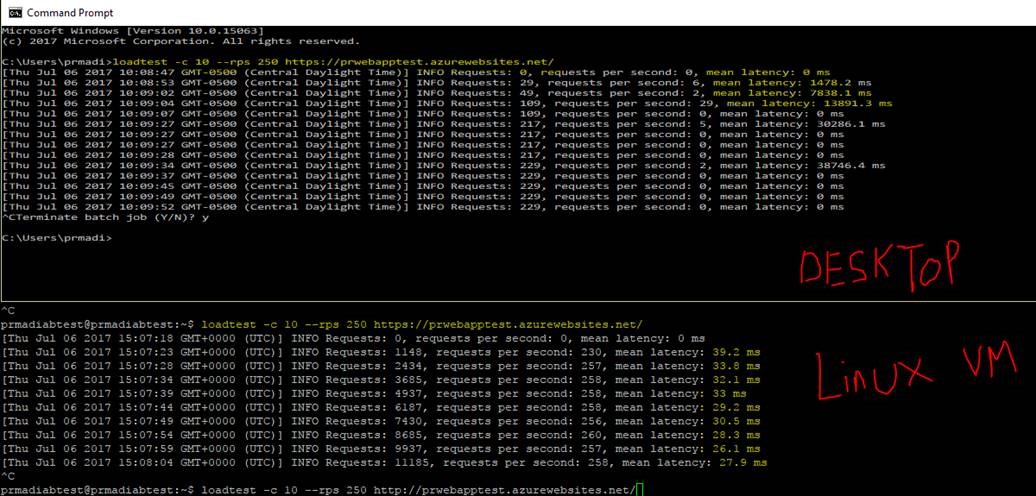 Command Prompt
Microsoft Windows [Version 10.0.15063]
(c) 2017 Microsoft Corporation. All rights reserved.
C:\Users\prmadi>loadtest -c 10 --rps 250 https://prwebapptest.azurewebsites.net/
[Thu Jul 06 2017 10:08:47 GMT-0500 (Central Daylight Time)] INFO Requests: 0, requests per second: 0, mean latency: 0 ms
[Thu Jul 06 2017 10:08:53 GMT-0500 (Central Daylight Time)] INFO Requests: 29, requests per second: 6, mean latency: 1478.2 ms
[Thu Jul 06 2017 10:09:02 GMT-0500 (Central Daylight Time)] INFO Requests: 49, requests per second: 2, mean latency: 7838.1 ms
[Thu Jul 06 2017 10:09:04 GMT-0500 (Central Daylight Time)] INFO Requests: 109, requests per second: 29, mean latency: 13891.3 ms
[Thu Jul 06 2017 10:09:07 GMT-0500 (Central Daylight Time)] INFO Requests: 109, requests per second: 0, mean latency: 0 ms
[Thu Jul 06 2017 10:09:27 GMT-0500 (Central Daylight Time)] INFO Requests: 217, requests per second: 5, mean latency: 30286.1 ms
[Thu Jul 06 2017 10:09:27 GMT-0500 (Central Daylight Time)] INFO Requests: 217, requests per second: 0, mean latency: 0 ms
[Thu Jul 06 2017 10:09:27 GMT-0500 (Central Daylight Time)] INFO Requests: 217, requests per second: 0, mean latency: 0 ms
[Thu Jul 06 2017 10:09:28 GMT-0500 (Central Daylight Time)] INFO Requests: 217, requests per second: 0, mean latency: 0 ms
[Thu Jul 06 2017 10:09:34 GMT-0500 (Central Daylight Time)] INFO Requests: 229, requests per second: 2, mean latency: 38746.4 ms
[Thu Jul 06 2017 10:09:37 GMT-0500 (Central Daylight Time)] INFO Requests: 229, requests per second: 0, mean latency: 0 ms
[Thu Jul 06 2017 10:09:45 GMT-0500 (Central Daylight Time)] INFO Requests: 229, requests per second: 0, mean latency: 0 ms
[Thu Jul 06 2017 10:09:49 GMT-0500 (Central Daylight Time)] INFO Requests: 229, requests per second: 0, mean latency: 0 ms
[Thu Jul 06 2017 10:09:52 GMT-0500 (Central Daylight Time)] INFO Requests: 229, requests per second: 0, mean latency: 0 ms
^CTerminate batch job (Y/N)? y
C:\Users\prmadi>
DESKTOP
^C
prmadiabtest@prmadiabtest:~$ loadtest -c 10 --rps 250 https://prwebapptest.azurewebsites.net/
[Thu Jul 06 2017 15:07:18 GMT+0000 (UTC)] INFO Requests: 0, requests per second: 0, mean latency: 0 ms
[Thu Jul 06 2017 15:07:23 GMT+0000 (UTC)] INFO Requests: 1148, requests per second: 230, mean latency: 39.2 ms
[Thu Jul 06 2017 15:07:28 GMT+0000 (UTC)] INFO Requests: 2434, requests per second: 257, mean latency: 33.8 ms
[Thu Jul 06 2017 15:07:34 GMT+0000 (UTC)] INFO Requests: 3685, requests per second: 258, mean latency: 32.1 ms
[Thu Jul 06 2017 15:07:39 GMT+0000 (UTC)] INFO Requests: 4937, requests per second: 258, mean latency: 33 ms
[Thu Jul 06 2017 15:07:44 GMT+0000 (UTC)] INFO Requests: 6187, requests per second: 258, mean latency: 29.2 ms
[Thu Jul 06 2017 15:07:49 GMT+0000 (UTC)] INFO Requests: 7430, requests per second: 256, mean latency: 30.5 ms
[Thu Jul 06 2017 15:07:54 GMT+0000 (UTC)] INFO Requests: 8685, requests per second: 260, mean latency: 28.3 ms
[Thu Jul 06 2017 15:07:59 GMT+0000 (UTC)] INFO Requests: 9937, requests per second: 257, mean latency: 26.1 ms
[Thu Jul 06 2017 15:08:04 GMT+0000 (UTC)] INFO Requests: 11185, requests per second: 258, mean latency: 27.9 ms
LinUX VM
^C
prmadiabtest@prmadiabtest:~$ loadtest -c 10 --rps 250 http://prwebapptest.azurewebsites.net/